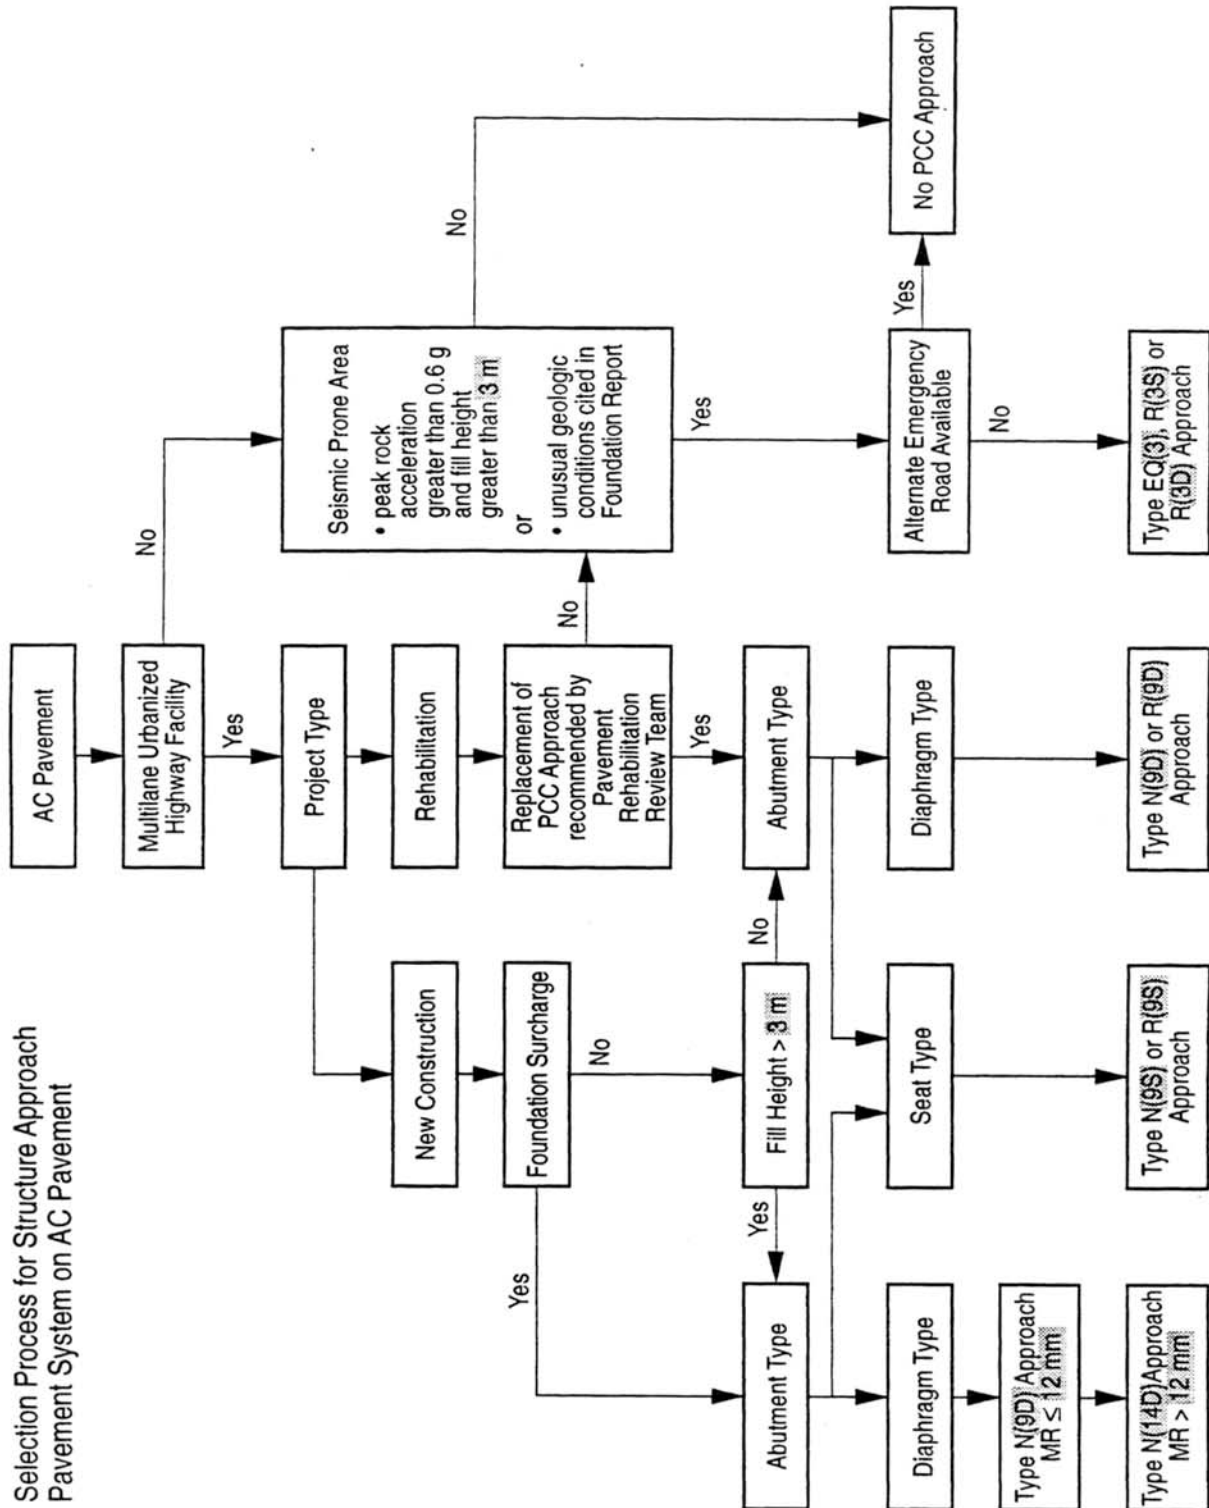 Selection Process for Structure Approach
Pavement System on AC Pavement
AC Pavement
Multilane Urbanized
Highway Facility
No
Yes
Project Type
Seismic Prone Area
• peak rock
acceleration
greater than 0.6 g
and fill height
greater than 3 m
or
• unusual geologic
conditions cited in
Foundation Report
No
Yes
New Construction
Rehabilitation
Foundation Surcharge
Yes
No
Replacement of
PCC Approach
recommended by
Pavement
Rehabilitation
Review Team
No
Yes
Abutment Type
Yes
Fill Height > 3 m
No
Abutment Type
Alternate Emergency
Road Available
Yes
No
No PCC Approach
Diaphragm Type
Seat Type
Diaphragm Type
Type N(9D) Approach
MR ≤ 12 mm
Type N(14D) Approach
MR > 12 mm
Type N(9S) or R(9S)
Approach
Type N(9D) or R(9D)
Approach
Type EQ(3), R(3S) or
R(3D) Approach